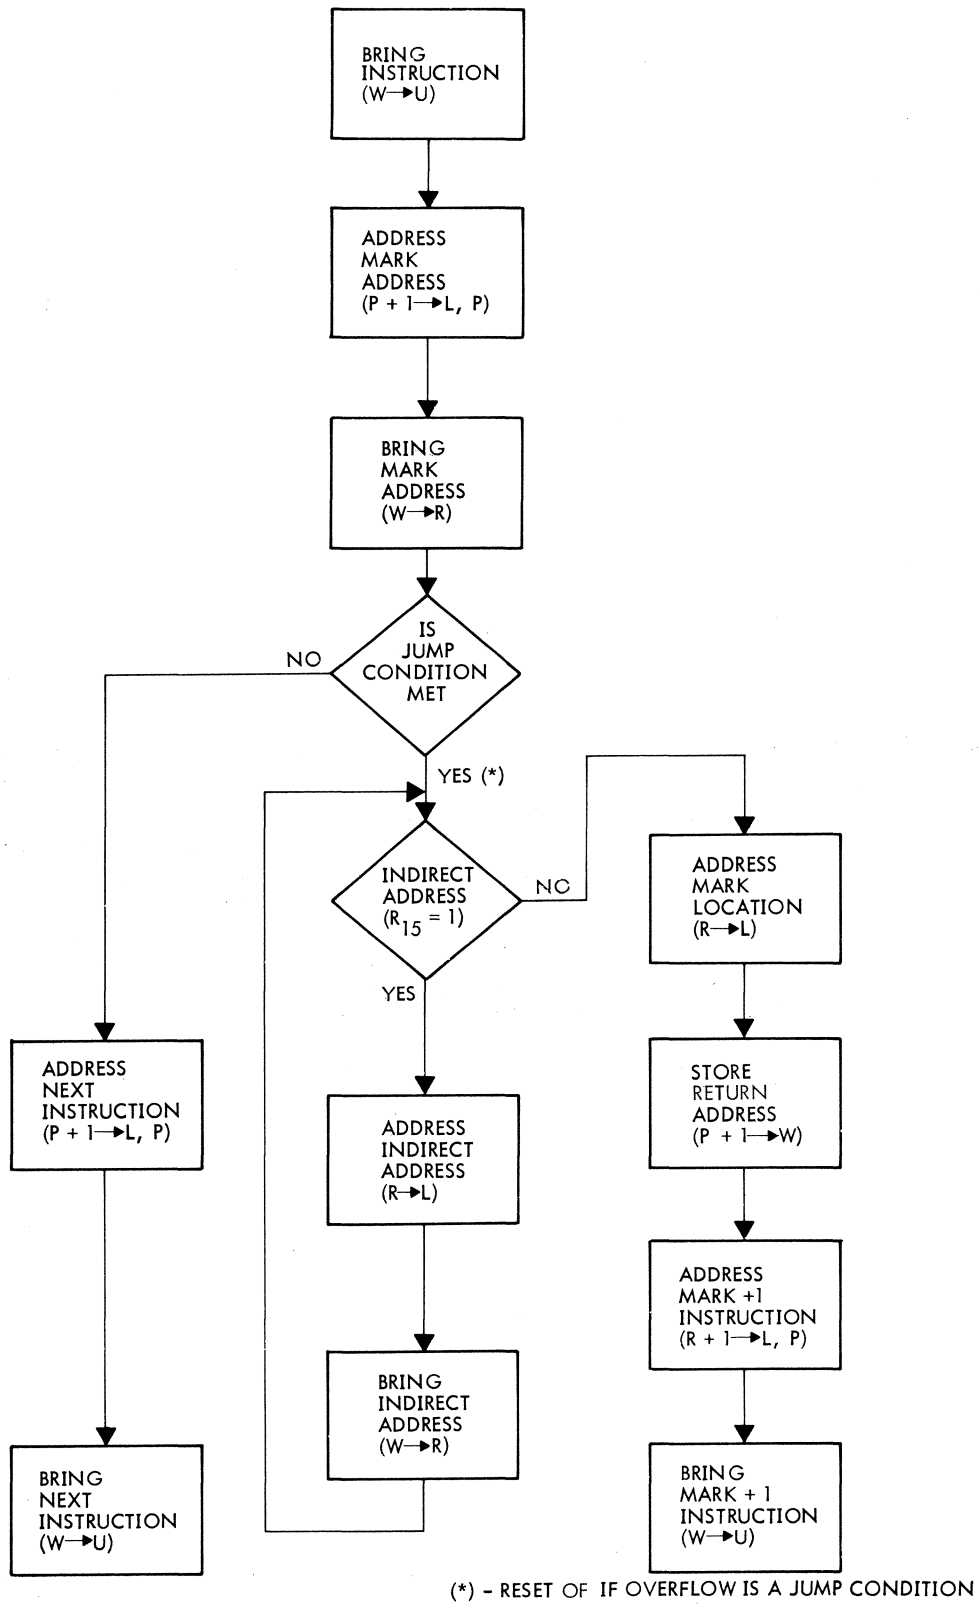 BRING
INSTRUCTION
(W→U)
ADDRESS
MARK
ADDRESS
(P + 1→L, P)
BRING
MARK
ADDRESS
(W→R)
IS
JUMP
CONDITION
MET
NO
YES (*)
INDIRECT
ADDRESS
(R15 = 1)
NO
YES
ADDRESS
MARK
LOCATION
(R→L)
ADDRESS
NEXT
INSTRUCTION
(P + 1→L, P)
ADDRESS
INDIRECT
ADDRESS
(R→L)
STORE
RETURN
ADDRESS
(P + 1→W)
ADDRESS
MARK +1
INSTRUCTION
(R + 1→L, P)
BRING
INDIRECT
ADDRESS
(W→R)
BRING
NEXT
INSTRUCTION
(W→U)
BRING
MARK + 1
INSTRUCTION
(W→U)
(*) - RESET OF IF OVERFLOW IS A JUMP CONDITION